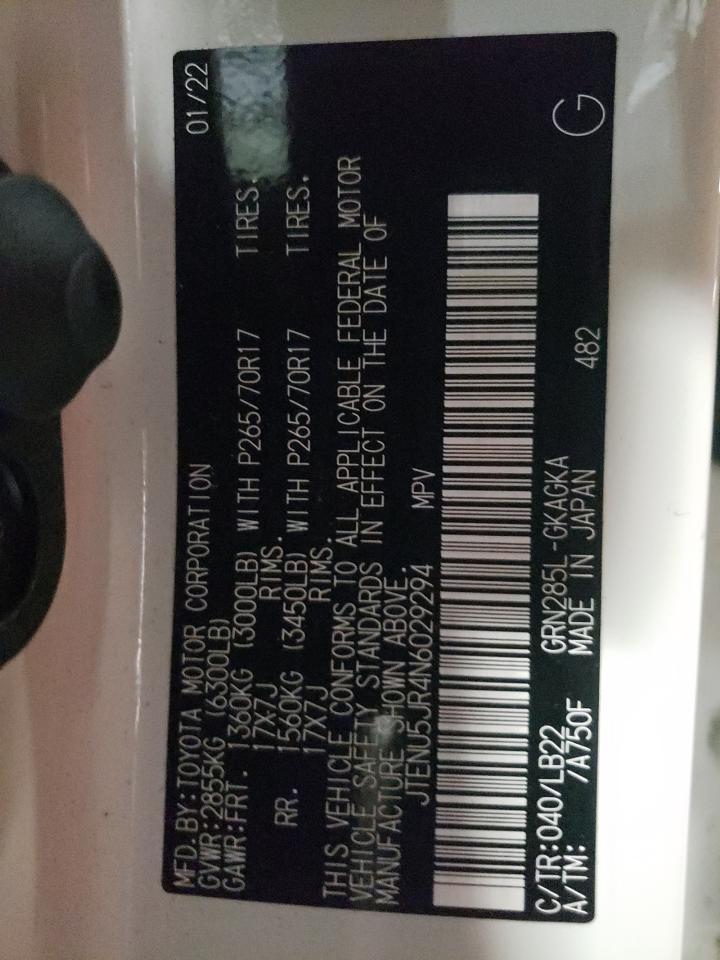 MFD.BY:TOYOTA MOTOR CORPORATION 01/22
GVWR:2855KG (6300LB)
GAWR:FRT. 1360KG (3000LB) WITH P265/70R17 TIRES.
17X7J RIMS.
RR. 1560KG (3450LB) WITH P265/70R17 TIRES.
17X7J RIMS.
THIS VEHICLE CONFORMS TO ALL APPLICABLE FEDERAL MOTOR
VEHICLE SAFETY STANDARDS IN EFFECT ON THE DATE OF
MANUFACTURE SHOWN ABOVE.
JTENU5JR4N6029294 MPV
C/TR:040/LB22 GRN285L-GKAGKA 482
A/TM: /A750F MADE IN JAPAN G